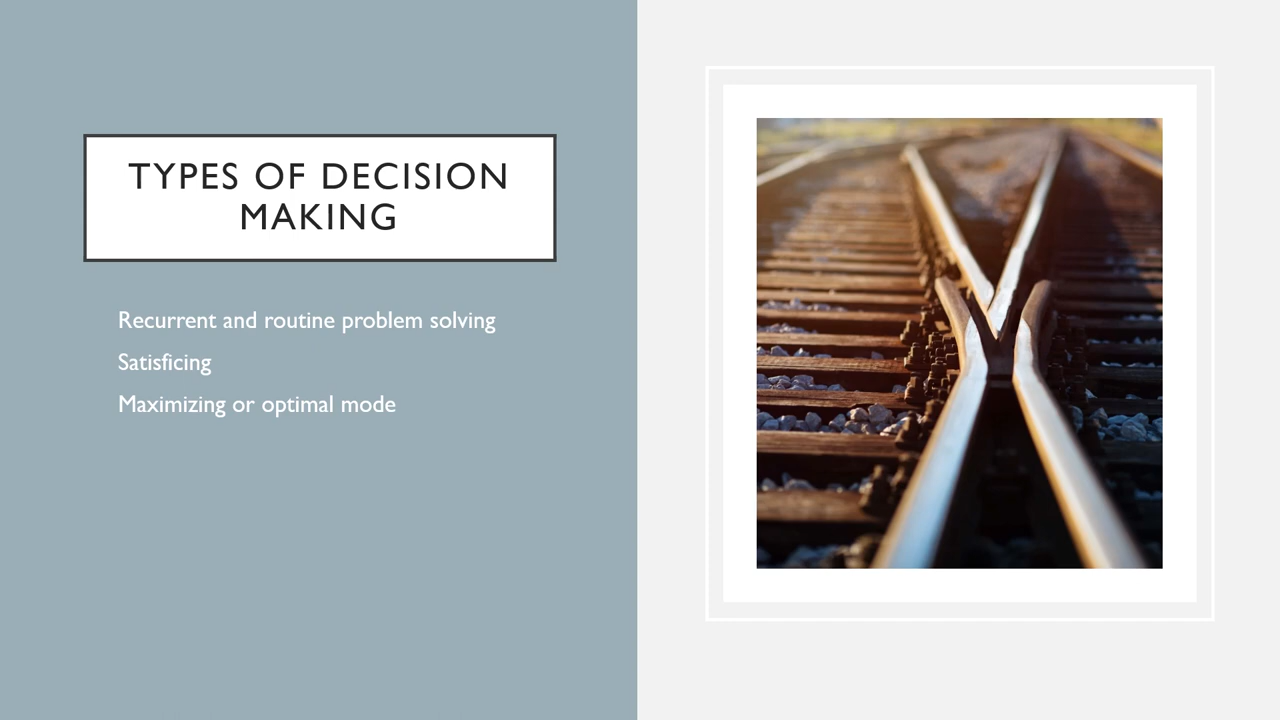 TYPES OF DECISION
MAKING
Recurrent and routine problem solving
Satisficing
Maximizing or optimal mode